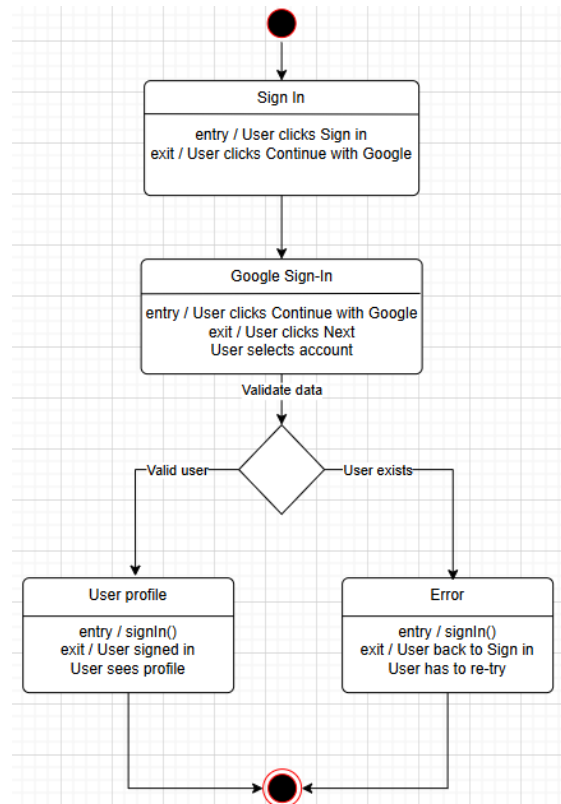 Sign In
entry / User clicks Sign in
exit / User clicks Continue with Google
Google Sign-In
entry / User clicks Continue with Google
exit / User clicks Next
User selects account
Validate data
Valid user
User exists
User profile
entry / signIn()
exit / User signed in
User sees profile
Error
entry / signIn()
exit / User back to Sign in
User has to re-try